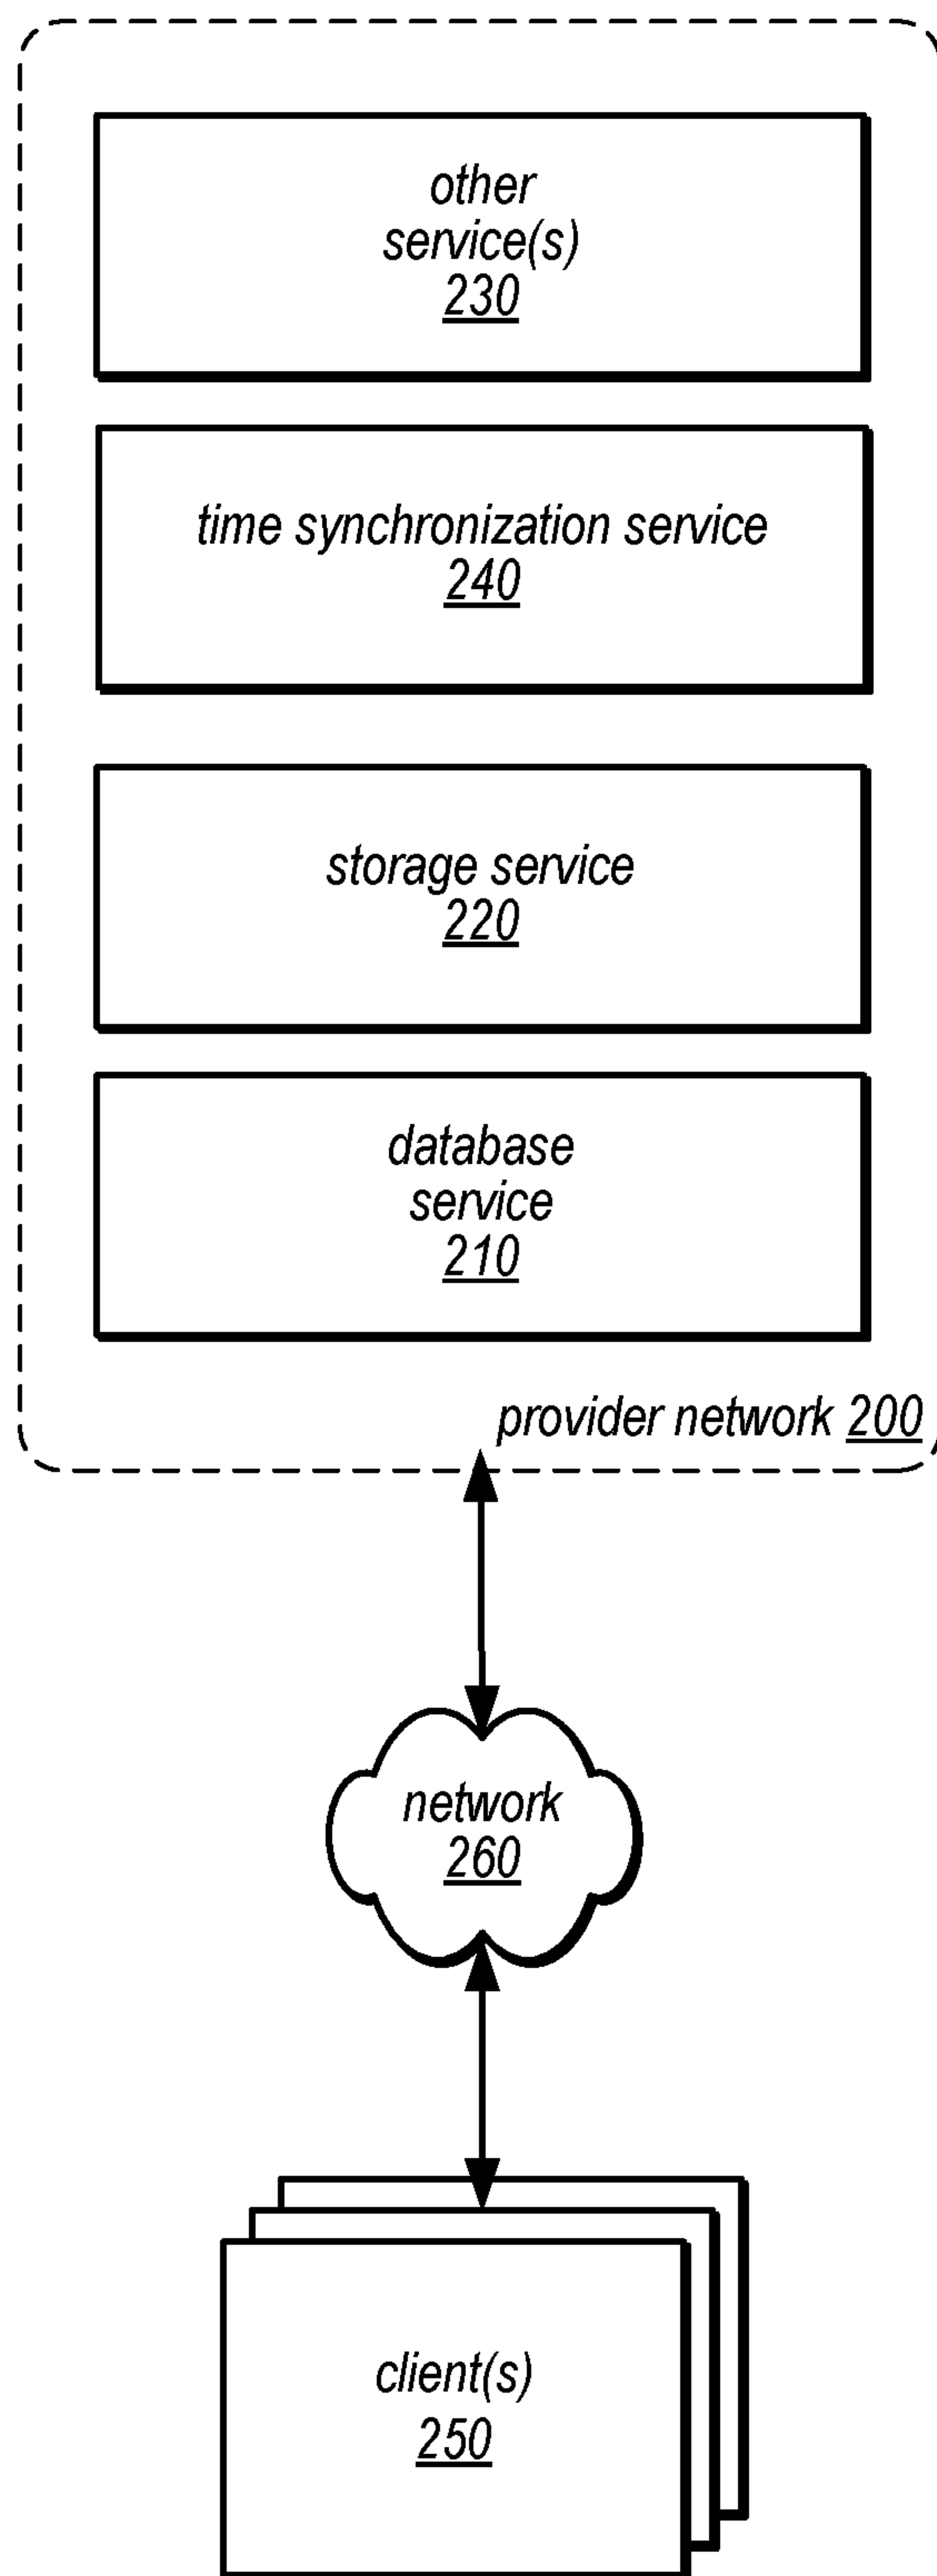 other
service(s)
230
time synchronization service
240
storage service
220
database
service
210
provider network 200
network
260
client(s)
250